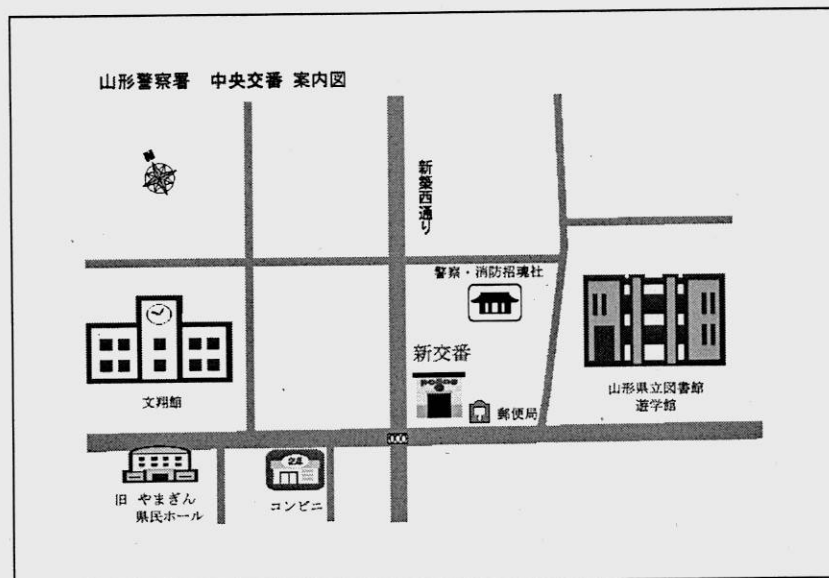 山形警察署 中央交番 案内図
N
新築西通り
警察・消防招魂社
新交番
police
郵便局
文翔館
山形県立図書館
遊学館
24
旧 やまぎん
県民ホール
コンビニ